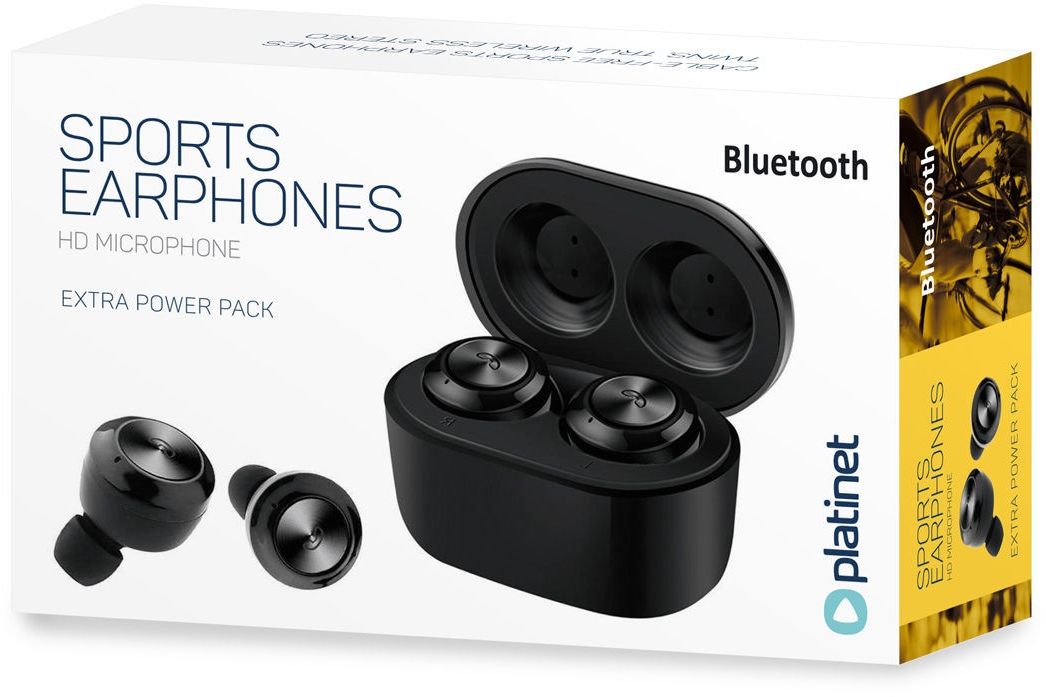 CABLE-FREE SPORTS EARPHONES
TWINS, TRUE WIRELESS STEREO
SPORTS
EARPHONES
HD MICROPHONE
EXTRA POWER PACK
Bluetooth
R
L
platinet
Bluetooth
SPORTS
EARPHONES
HD MICROPHONE
EXTRA POWER PACK